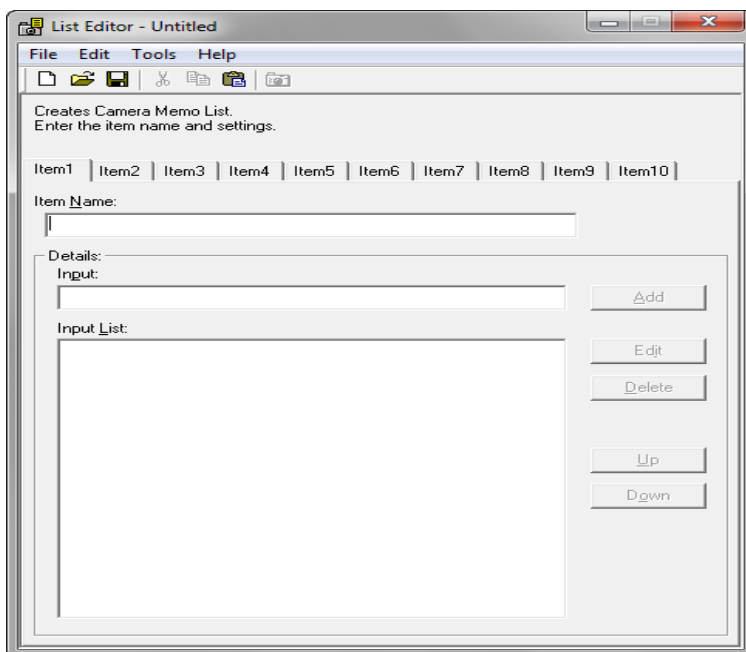 List Editor - Untitled
File Edit Tools Help
Creates Camera Memo List.
Enter the item name and settings.
Item1 Item2 Item3 Item4 Item5 Item6 Item7 Item8 Item9 Item10
Item Name:
Details:
Input:
Add
Input List:
Edit
Delete
Up
Down